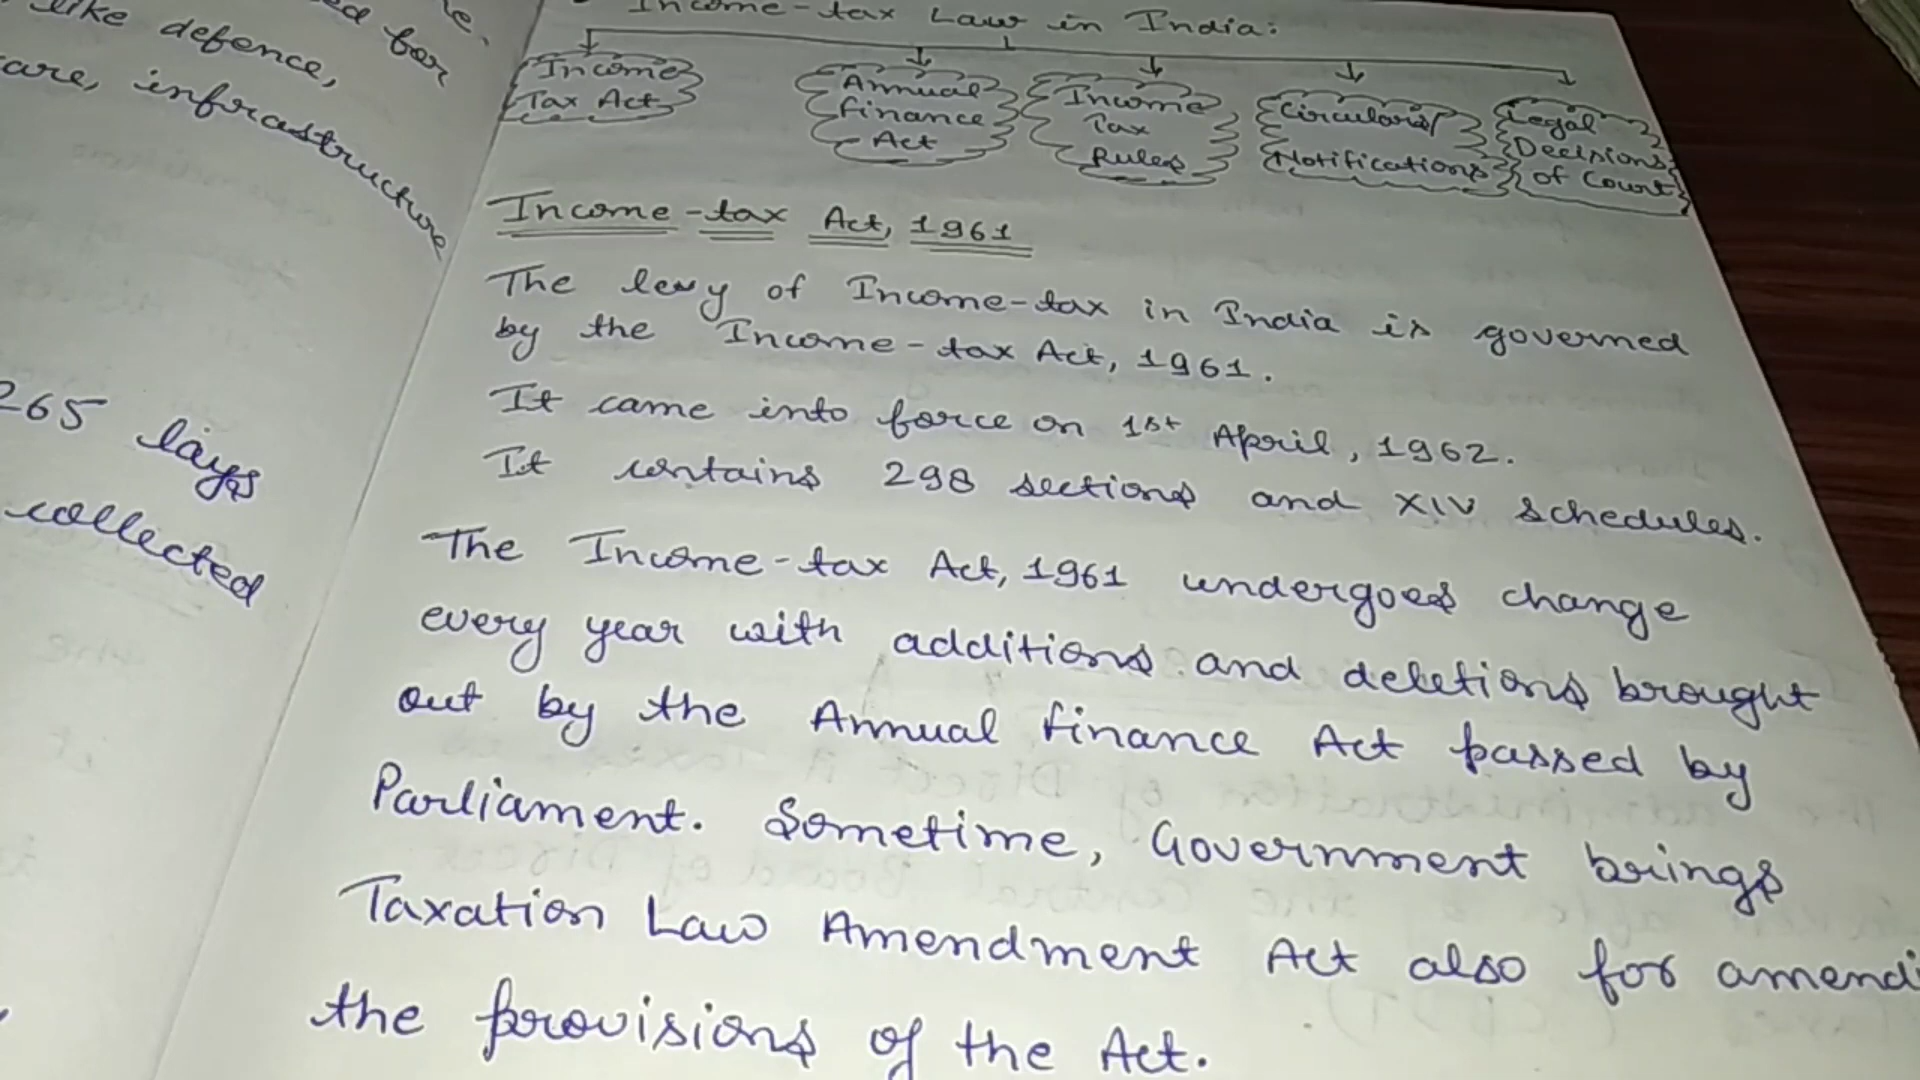 like defence,
care, infrastructure
265 lays
collected
Income-tax Law in India:
Income
Tax Act
Annual
Finance
Act
Income
Tax
Rules
Circulars/
Notifications
Legal
Decisions
of Court
Income-tax Act, 1961
The levy of Income-tax in India is governed
by the Income-tax Act, 1961.
It came into force on 1st April, 1962.
It contains 298 sections and XIV schedules.
The Income-tax Act, 1961 undergoes change
every year with additions and deletions brought
out by the Annual Finance Act passed by
Parliament. Sometime, Government brings
Taxation Law Amendment Act also for amendi
the provisions of the Act.